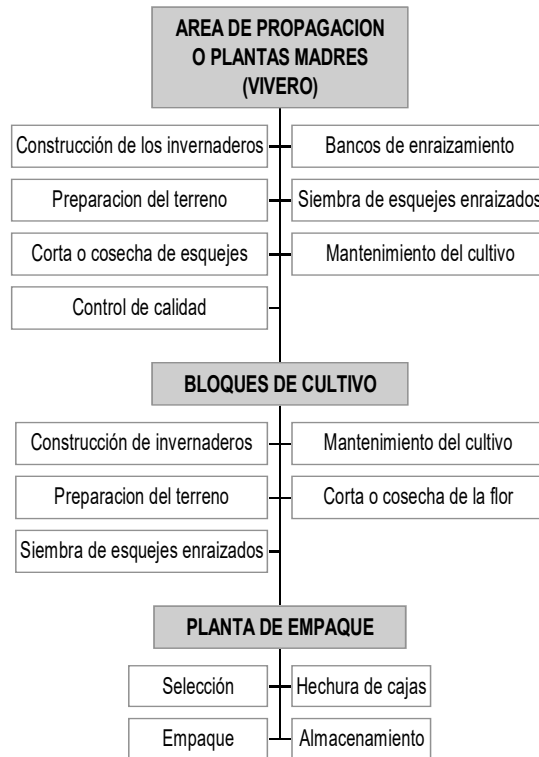 AREA DE PROPAGACION
O PLANTAS MADRES
(VIVERO)
Construcción de los invernaderos
Bancos de enraizamiento
Preparacion del terreno
Siembra de esquejes enraizados
Corta o cosecha de esquejes
Mantenimiento del cultivo
Control de calidad
BLOQUES DE CULTIVO
Construcción de invernaderos
Mantenimiento del cultivo
Preparacion del terreno
Corta o cosecha de la flor
Siembra de esquejes enraizados
PLANTA DE EMPAQUE
Selección
Hechura de cajas
Empaque
Almacenamiento